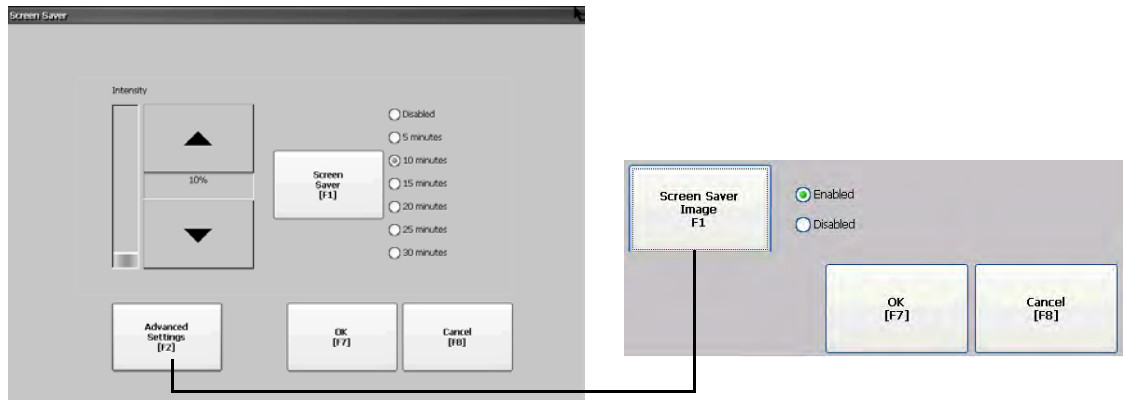 Screen Saver
Intensity
10%
Screen
Saver
[F1]
Disabled
5 minutes
10 minutes
15 minutes
20 minutes
25 minutes
30 minutes
Advanced
Settings
[F2]
OK
[F7]
Cancel
[F8]
Screen Saver
Image
F1
Enabled
Disabled
OK
[F7]
Cancel
[F8]